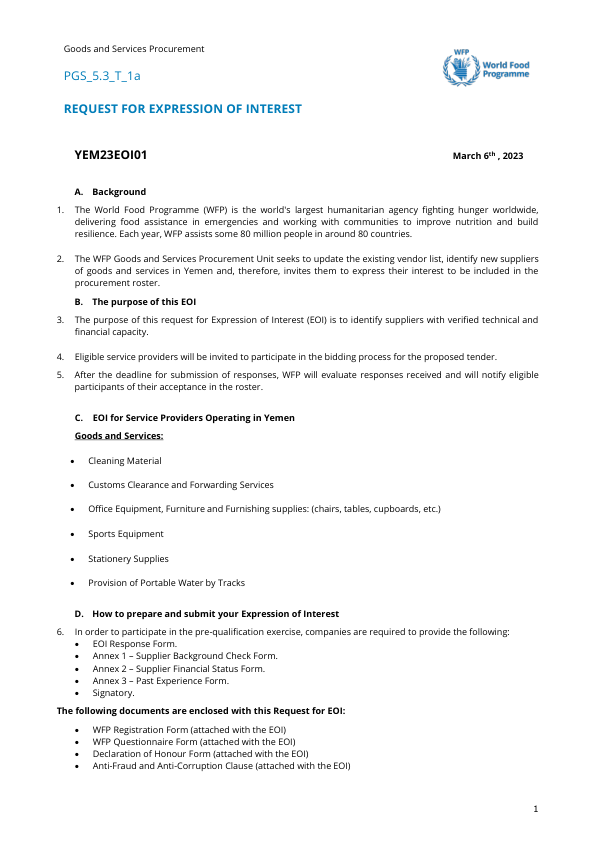 Goods and Services Procurement
PGS_5.3_T_1a
WFP
World Food
Programme
REQUEST FOR EXPRESSION OF INTEREST
YEM23EOI01
March 6th , 2023
A. Background
1. The World Food Programme (WFP) is the world's largest humanitarian agency fighting hunger worldwide,
delivering food assistance in emergencies and working with communities to improve nutrition and build
resilience. Each year, WFP assists some 80 million people in around 80 countries.
2. The WFP Goods and Services Procurement Unit seeks to update the existing vendor list, identify new suppliers
of goods and services in Yemen and, therefore, invites them to express their interest to be included in the
procurement roster.
B. The purpose of this EOI
3. The purpose of this request for Expression of Interest (EOI) is to identify suppliers with verified technical and
financial capacity.
4. Eligible service providers will be invited to participate in the bidding process for the proposed tender.
5. After the deadline for submission of responses, WFP will evaluate responses received and will notify eligible
participants of their acceptance in the roster.
C. EOI for Service Providers Operating in Yemen
Goods and Services:
• Cleaning Material
• Customs Clearance and Forwarding Services
• Office Equipment, Furniture and Furnishing supplies: (chairs, tables, cupboards, etc.)
• Sports Equipment
• Stationery Supplies
• Provision of Portable Water by Tracks
D. How to prepare and submit your Expression of Interest
6. In order to participate in the pre-qualification exercise, companies are required to provide the following:
• EOI Response Form.
• Annex 1 – Supplier Background Check Form.
• Annex 2 – Supplier Financial Status Form.
• Annex 3 – Past Experience Form.
• Signatory.
The following documents are enclosed with this Request for EOI:
• WFP Registration Form (attached with the EOI)
• WFP Questionnaire Form (attached with the EOI)
• Declaration of Honour Form (attached with the EOI)
• Anti-Fraud and Anti-Corruption Clause (attached with the EOI)
1